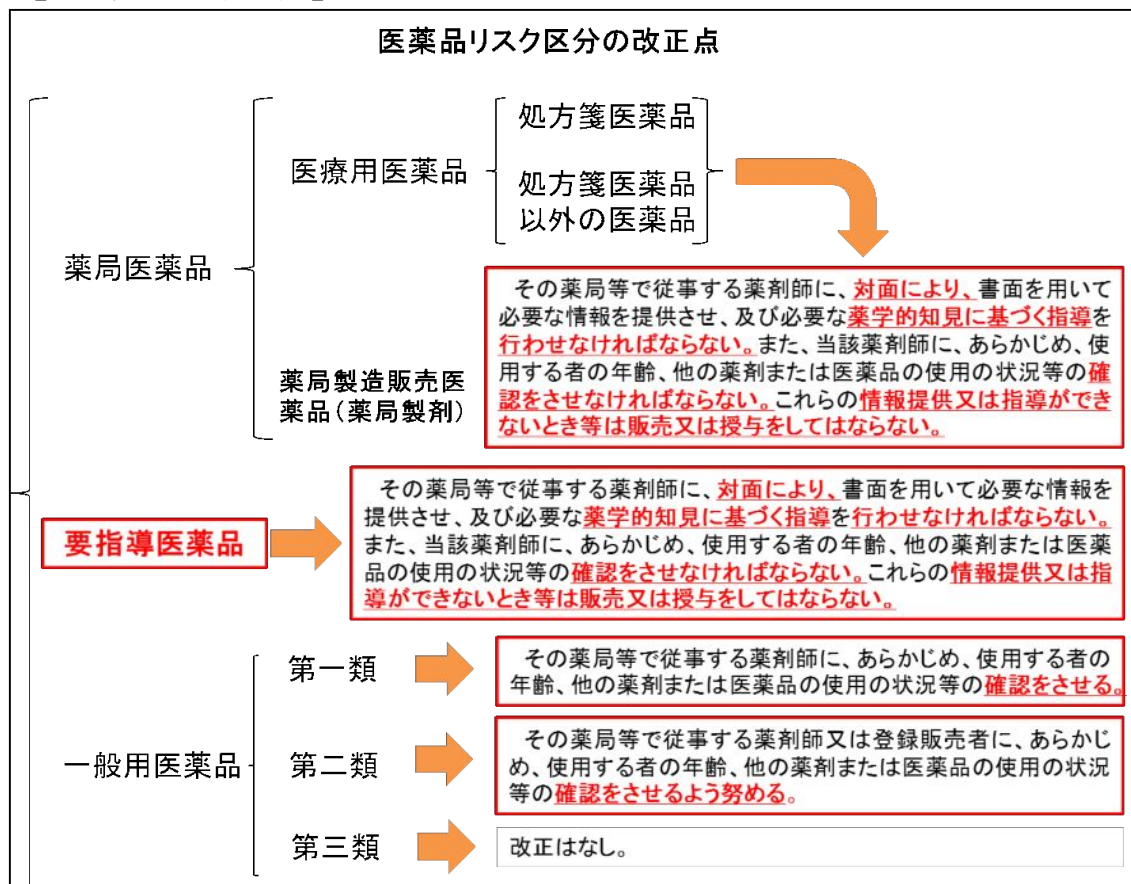 医薬品リスク区分の改正点
処方箋医薬品
医療用医薬品
処方箋医薬品
以外の医薬品
薬局医薬品
その薬局等で従事する薬剤師に、対面により、書面を用いて
必要な情報を提供させ、及び必要な薬学的知見に基づく指導を
行わせなければならない。また、当該薬剤師に、あらかじめ、使
用する者の年齢、他の薬剤または医薬品の使用の状況等の確
認をさせなければならない。これらの情報提供又は指導ができ
ないとき等は販売又は授与をしてはならない。
薬局製造販売医
薬品(薬局製剤)
要指導医薬品
その薬局等で従事する薬剤師に、対面により、書面を用いて必要な情報を
提供させ、及び必要な薬学的知見に基づく指導を行わせなければならない。
また、当該薬剤師に、あらかじめ、使用する者の年齢、他の薬剤または医薬
品の使用の状況等の確認をさせなければならない。これらの情報提供又は指
導ができないとき等は販売又は授与をしてはならない。
一般用医薬品
第一類
その薬局等で従事する薬剤師に、あらかじめ、使用する者の
年齢、他の薬剤または医薬品の使用の状況等の確認をさせる。
第二類
その薬局等で従事する薬剤師又は登録販売者に、あらかじ
め、使用する者の年齢、他の薬剤または医薬品の使用の状況
等の確認をさせるよう努める。
第三類
改正はなし。